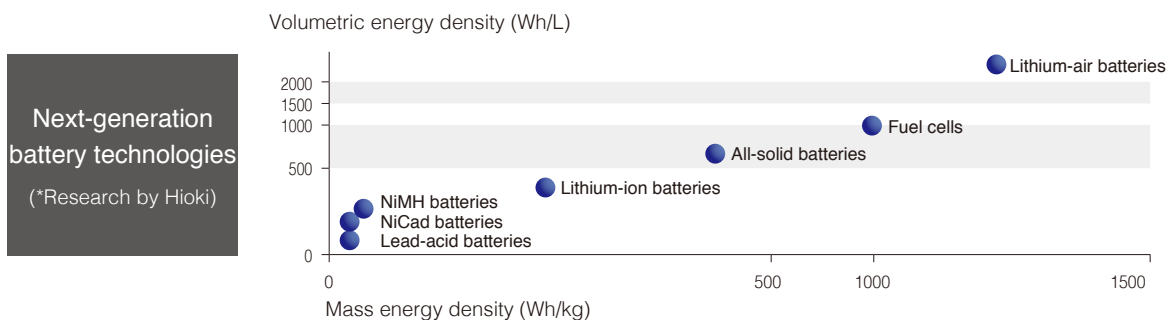 Volumetric energy density (Wh/L)
Next-generation
battery technologies
(*Research by Hioki)
2000
1500
1000
500
0
Lithium-air batteries
Fuel cells
All-solid batteries
Lithium-ion batteries
NiMH batteries
NiCad batteries
Lead-acid batteries
0
500
1000
1500
Mass energy density (Wh/kg)